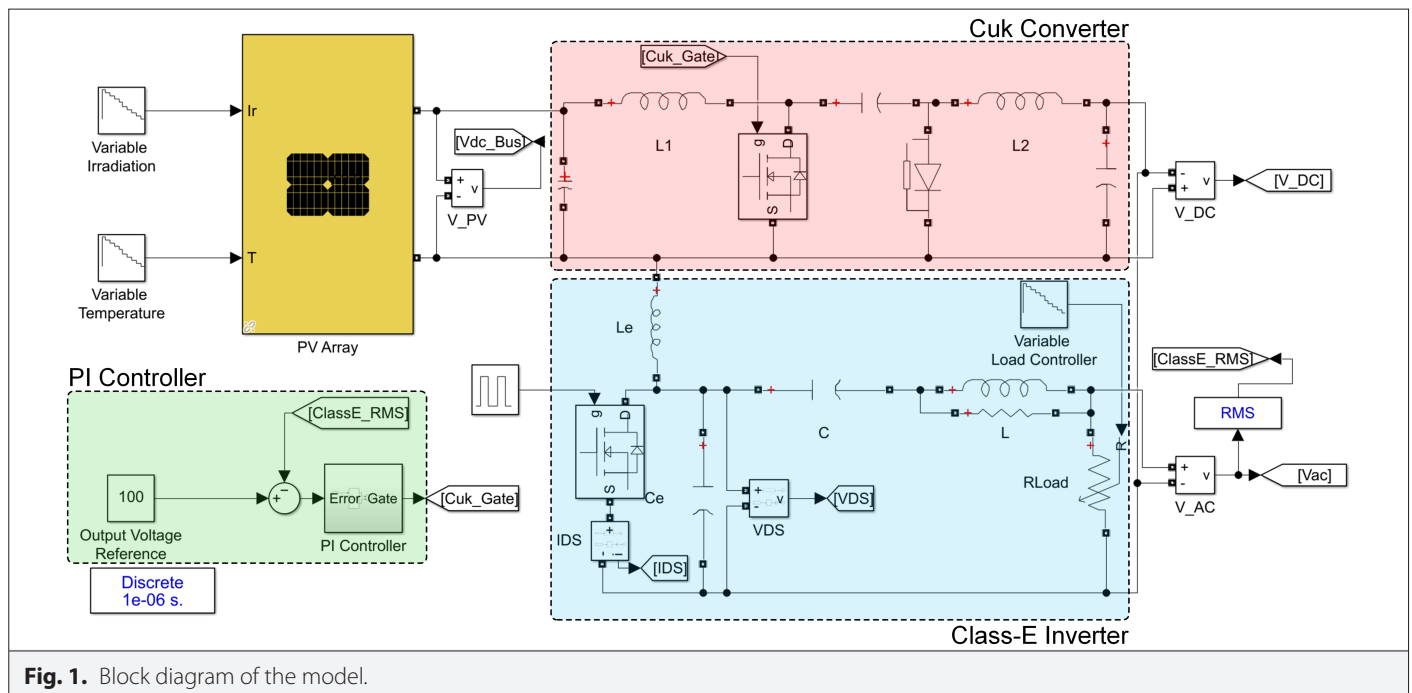 Cuk Converter
[Cuk_Gate]
Variable
Irradiation
Ir
[Vdc_Bus]
+
-
v
V_PV
L1
g
D
S
L2
-
+
v
V_DC
[V_DC]
Variable
Temperature
T
PV Array
Le
Variable
Load Controller
[ClassE_RMS]
RMS
PI Controller
[ClassE_RMS]
100
Output Voltage
Reference
+
−
Error Gate
PI Controller
[Cuk_Gate]
Discrete
1e-06 s.
g
D
S
IDS
+
-
i
[IDS]
Ce
+
-
v
VDS
[VDS]
C
L
R
RLoad
+
-
v
V_AC
[Vac]
Class-E Inverter
Fig. 1. Block diagram of the model.